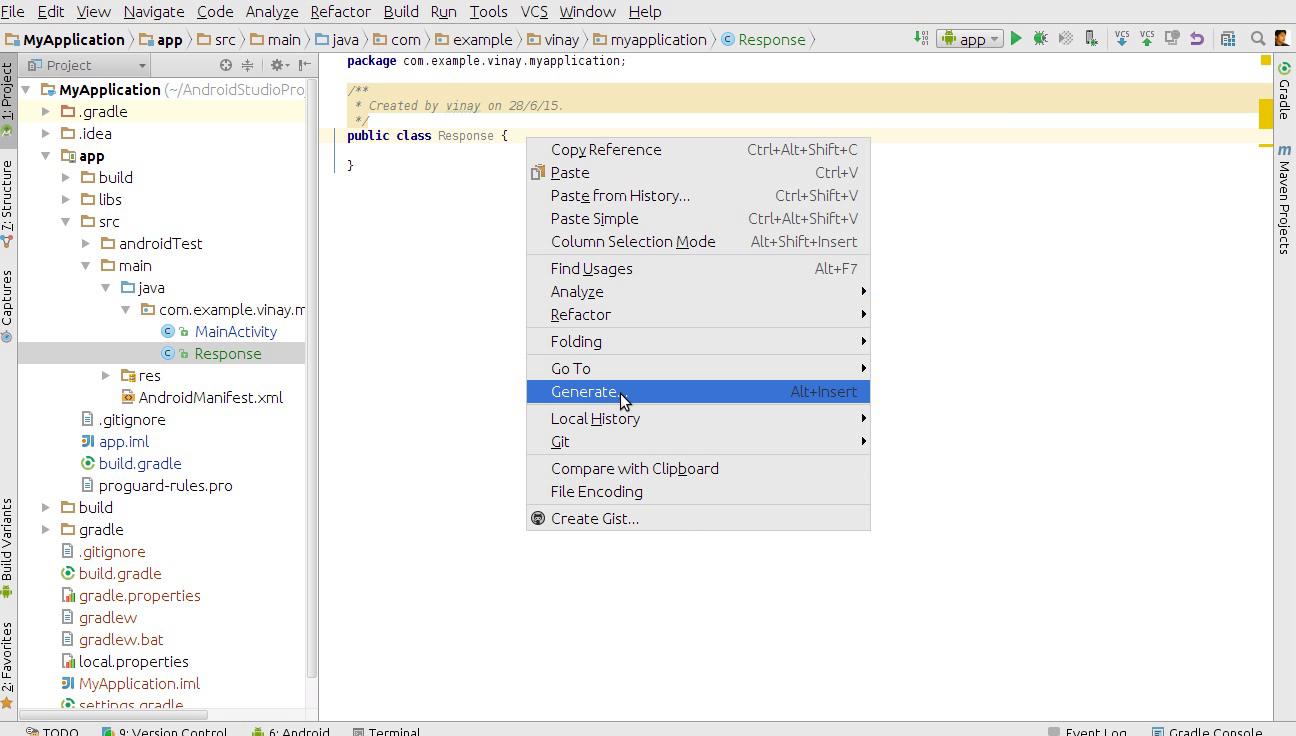 File Edit View Navigate Code Analyze Refactor Build Run Tools VCS Window Help
MyApplication app src main java com example vinay myapplication Response app
Project
MyApplication (~/AndroidStudioPro
.gradle
.idea
app
build
libs
src
androidTest
main
java
com.example.vinay.m
MainActivity
Response
res
AndroidManifest.xml
.gitignore
app.iml
build.gradle
proguard-rules.pro
build
gradle
.gitignore
build.gradle
gradle.properties
gradlew
gradlew.bat
local.properties
MyApplication.iml
settings.gradle
1: Project
7: Structure
Captures
Build Variants
2: Favorites
package com.example.vinay.myapplication;
/**
* Created by vinay on 28/6/15.
*/
public class Response {
}
Copy Reference Ctrl+Alt+Shift+C
Paste Ctrl+V
Paste from History... Ctrl+Shift+V
Paste Simple Ctrl+Alt+Shift+V
Column Selection Mode Alt+Shift+Insert
Find Usages Alt+F7
Analyze
Refactor
Folding
Go To
Generate... Alt+Insert
Local History
Git
Compare with Clipboard
File Encoding
Create Gist...
Gradle
m Maven Projects
TODO 9: Version Control 6: Android Terminal Event Log Gradle Console